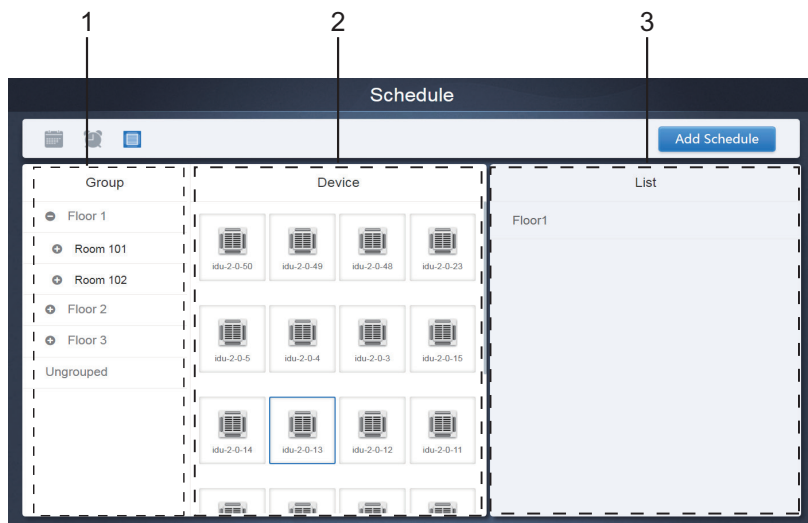 1 2 3
Schedule
Add Schedule
Group
Floor 1
Room 101
Room 102
Floor 2
Floor 3
Ungrouped
Device
idu-2-0-50 idu-2-0-49 idu-2-0-48 idu-2-0-23
idu-2-0-5 idu-2-0-4 idu-2-0-3 idu-2-0-15
idu-2-0-14 idu-2-0-13 idu-2-0-12 idu-2-0-11
List
Floor1